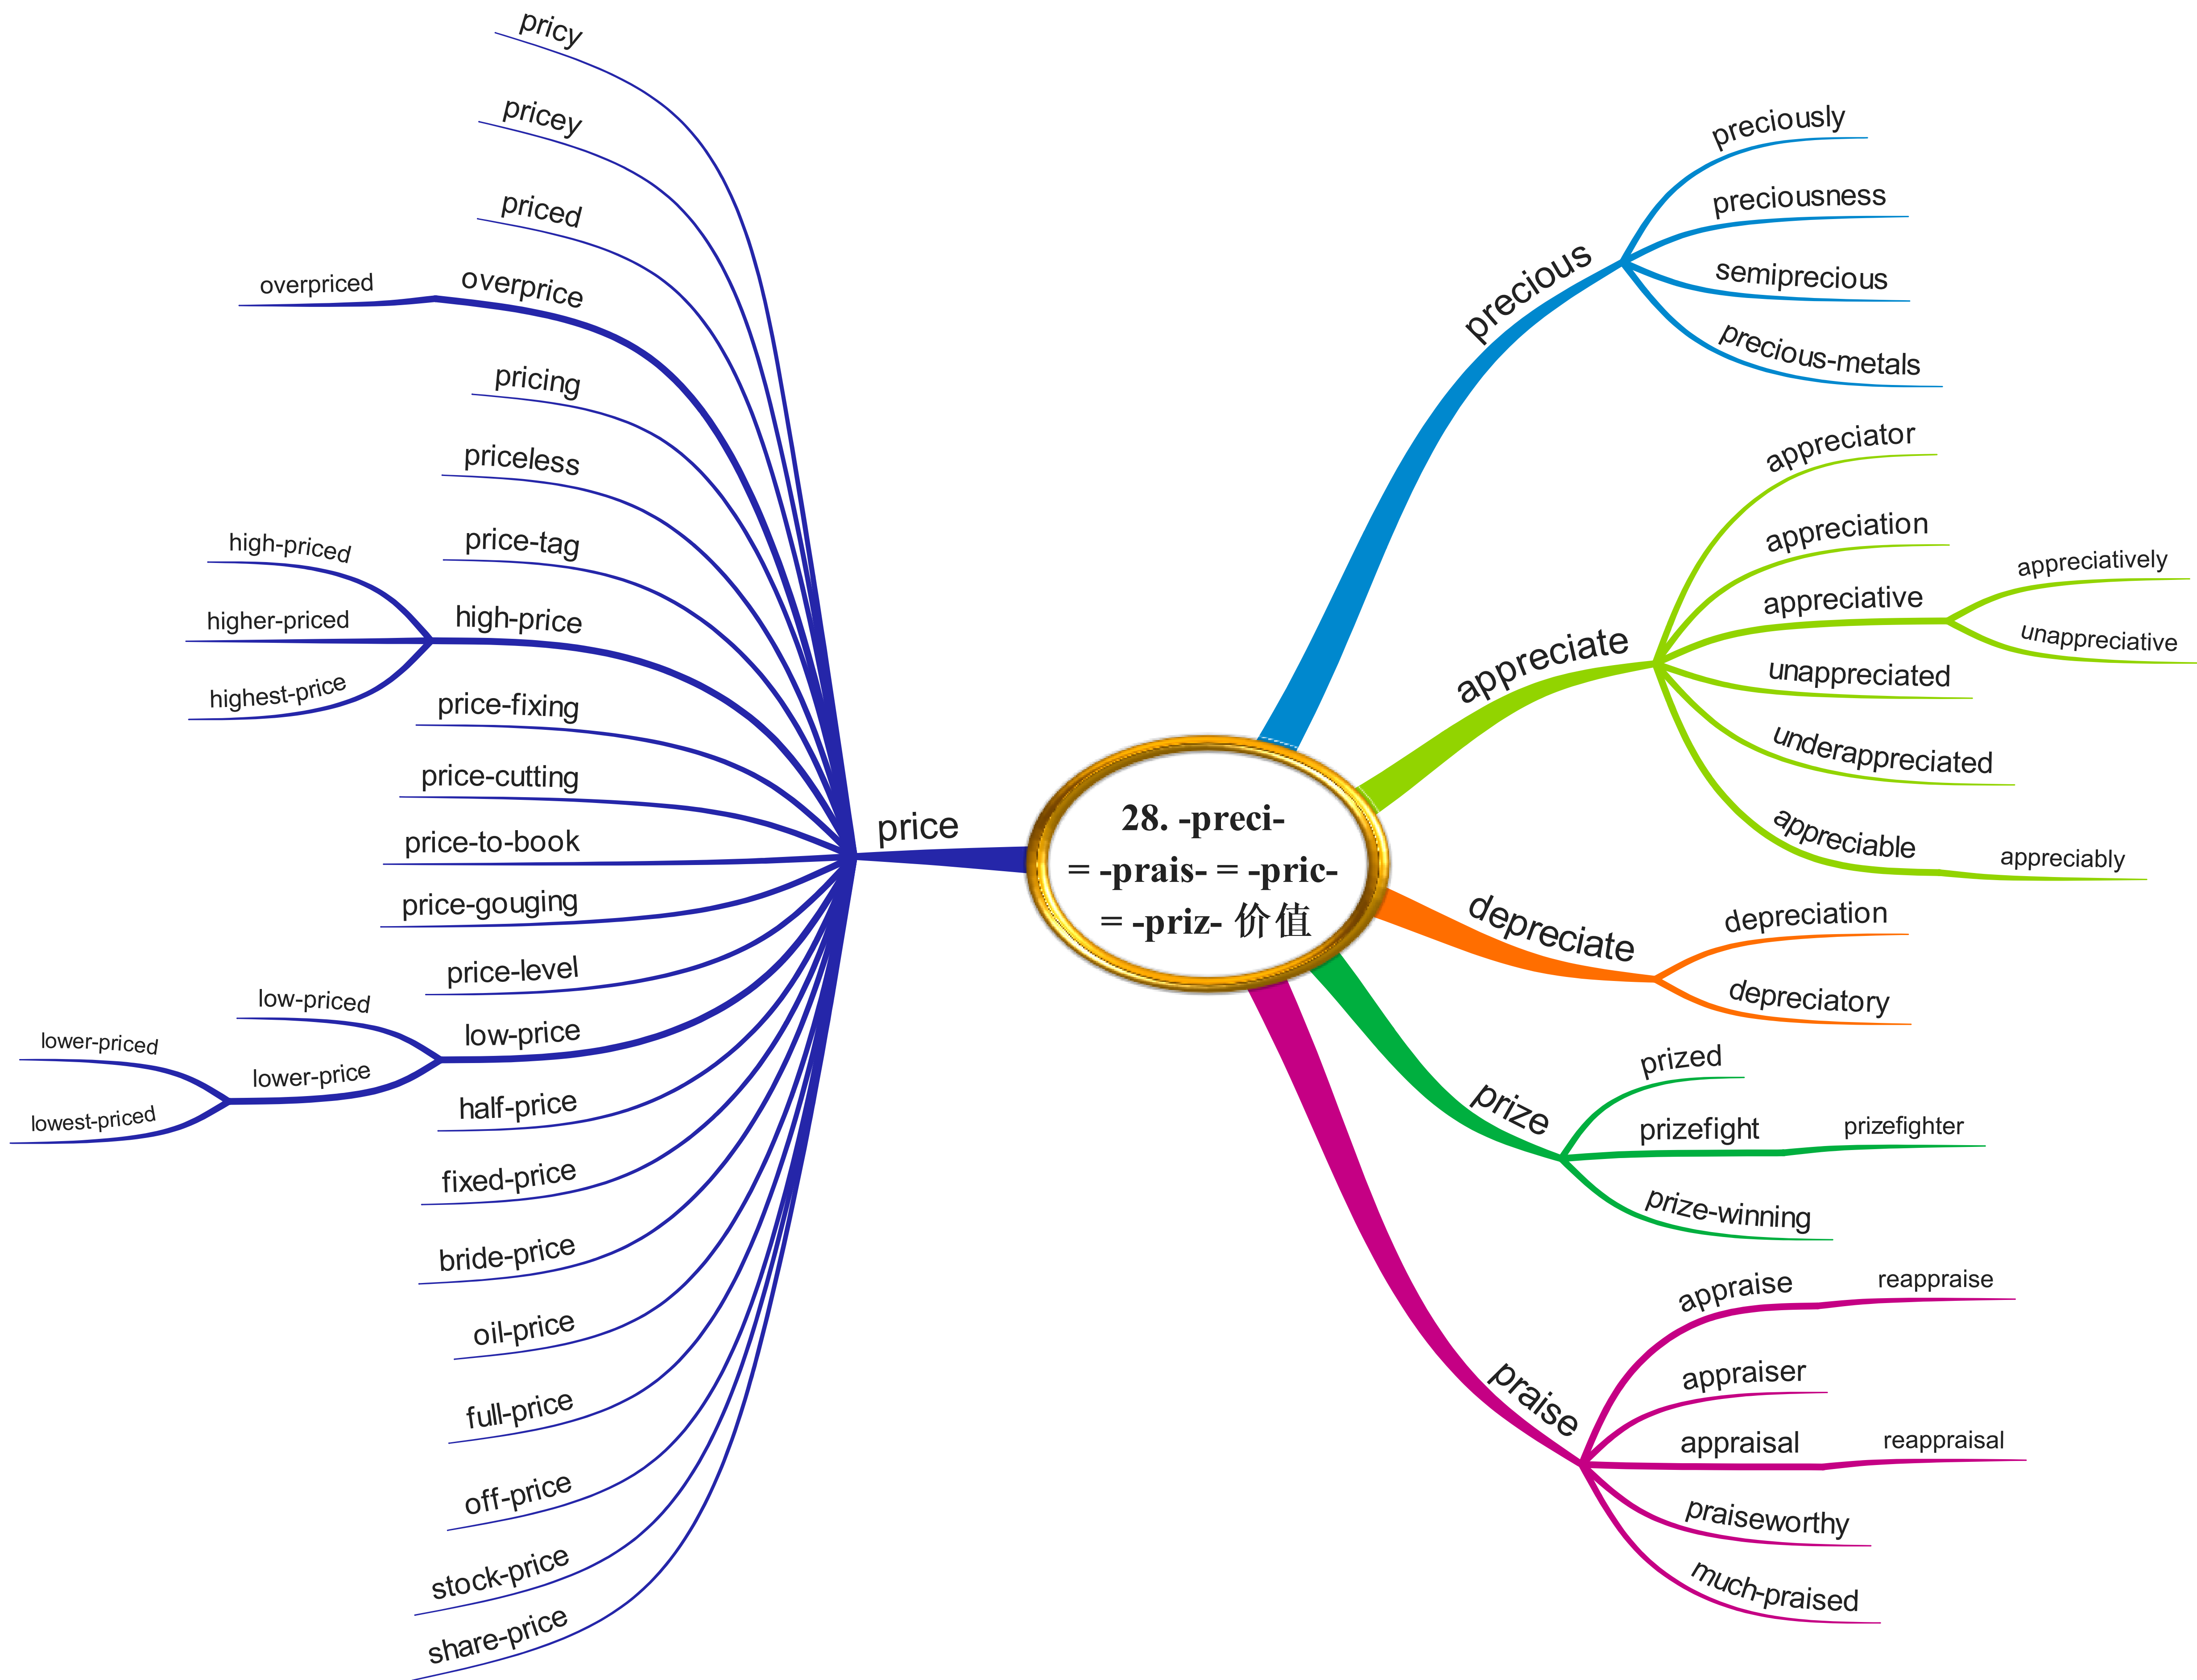 28. -preci-
= -prais- = -pric-
= -priz- 价值
precious
preciously
preciousness
semiprecious
precious-metals
appreciate
appreciator
appreciation
appreciative
appreciatively
unappreciative
unappreciated
underappreciated
appreciable
appreciably
depreciate
depreciation
depreciatory
prize
prized
prizefight
prizefighter
prize-winning
praise
appraise
reappraise
appraiser
appraisal
reappraisal
praiseworthy
much-praised
price
pricy
pricey
priced
overprice
overpriced
pricing
priceless
price-tag
high-price
high-priced
higher-priced
highest-price
price-fixing
price-cutting
price-to-book
price-gouging
price-level
low-price
low-priced
lower-price
lower-priced
lowest-priced
half-price
fixed-price
bride-price
oil-price
full-price
off-price
stock-price
share-price